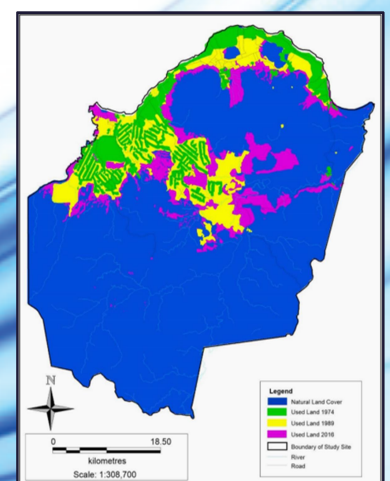 N
0 18.50
kilometres
Scale: 1:308,700
Legend
Natural Land Cover
Used Land 1974
Used Land 1989
Used Land 2016
Boundary of Study Site
River
Road